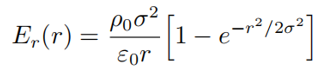 E_r(r) = \frac{\rho_0 \sigma^2}{\varepsilon_0 r} \left[ 1 - e^{-r^2/2\sigma^2} \right]